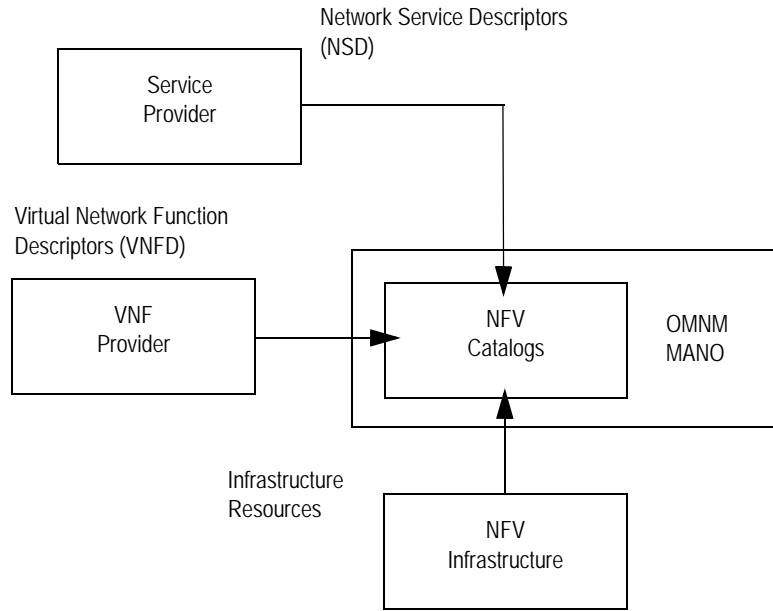 Network Service Descriptors
(NSD)
Service
Provider
Virtual Network Function
Descriptors (VNFD)
VNF
Provider
NFV
Catalogs
OMNM
MANO
Infrastructure
Resources
NFV
Infrastructure